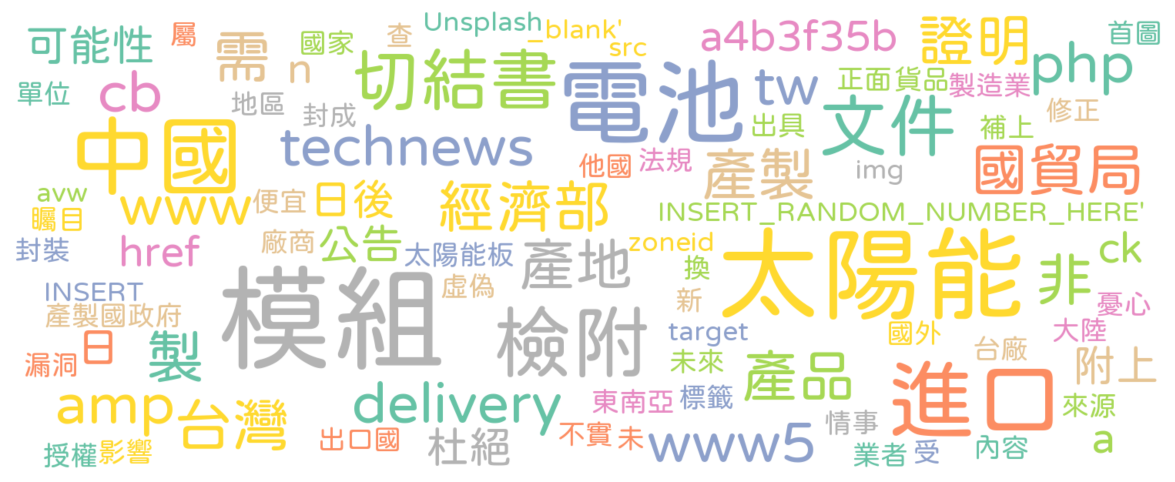 Unsplash
_blank'
首圖
可能性
屬
需
國家
查
src
a4b3f35b
證明
php
n
切結書
電池
tw
正面
貨品
製造業
單位
cb
地區
封成
文件
修正
中國
technews
出具
補上
他國
法規
產製
img
國貿局
avw
www
便宜
日後
經濟部
INSERT_RANDOM_NUMBER_HERE'
矚目
封裝
href
廠商
公告
太陽能板
產地
zoneid
太陽能
非
ck
換
INSERT
虛偽
模組
新
憂心
產製國政府
檢附
target
國外
大陸
漏洞
日
製
未來
產品
台廠
附上
進口
amp
台灣
delivery
東南亞
標籤
情事
來源
授權
影響
出口國
杜絕
不實
未
www5
業者
受
內容
a